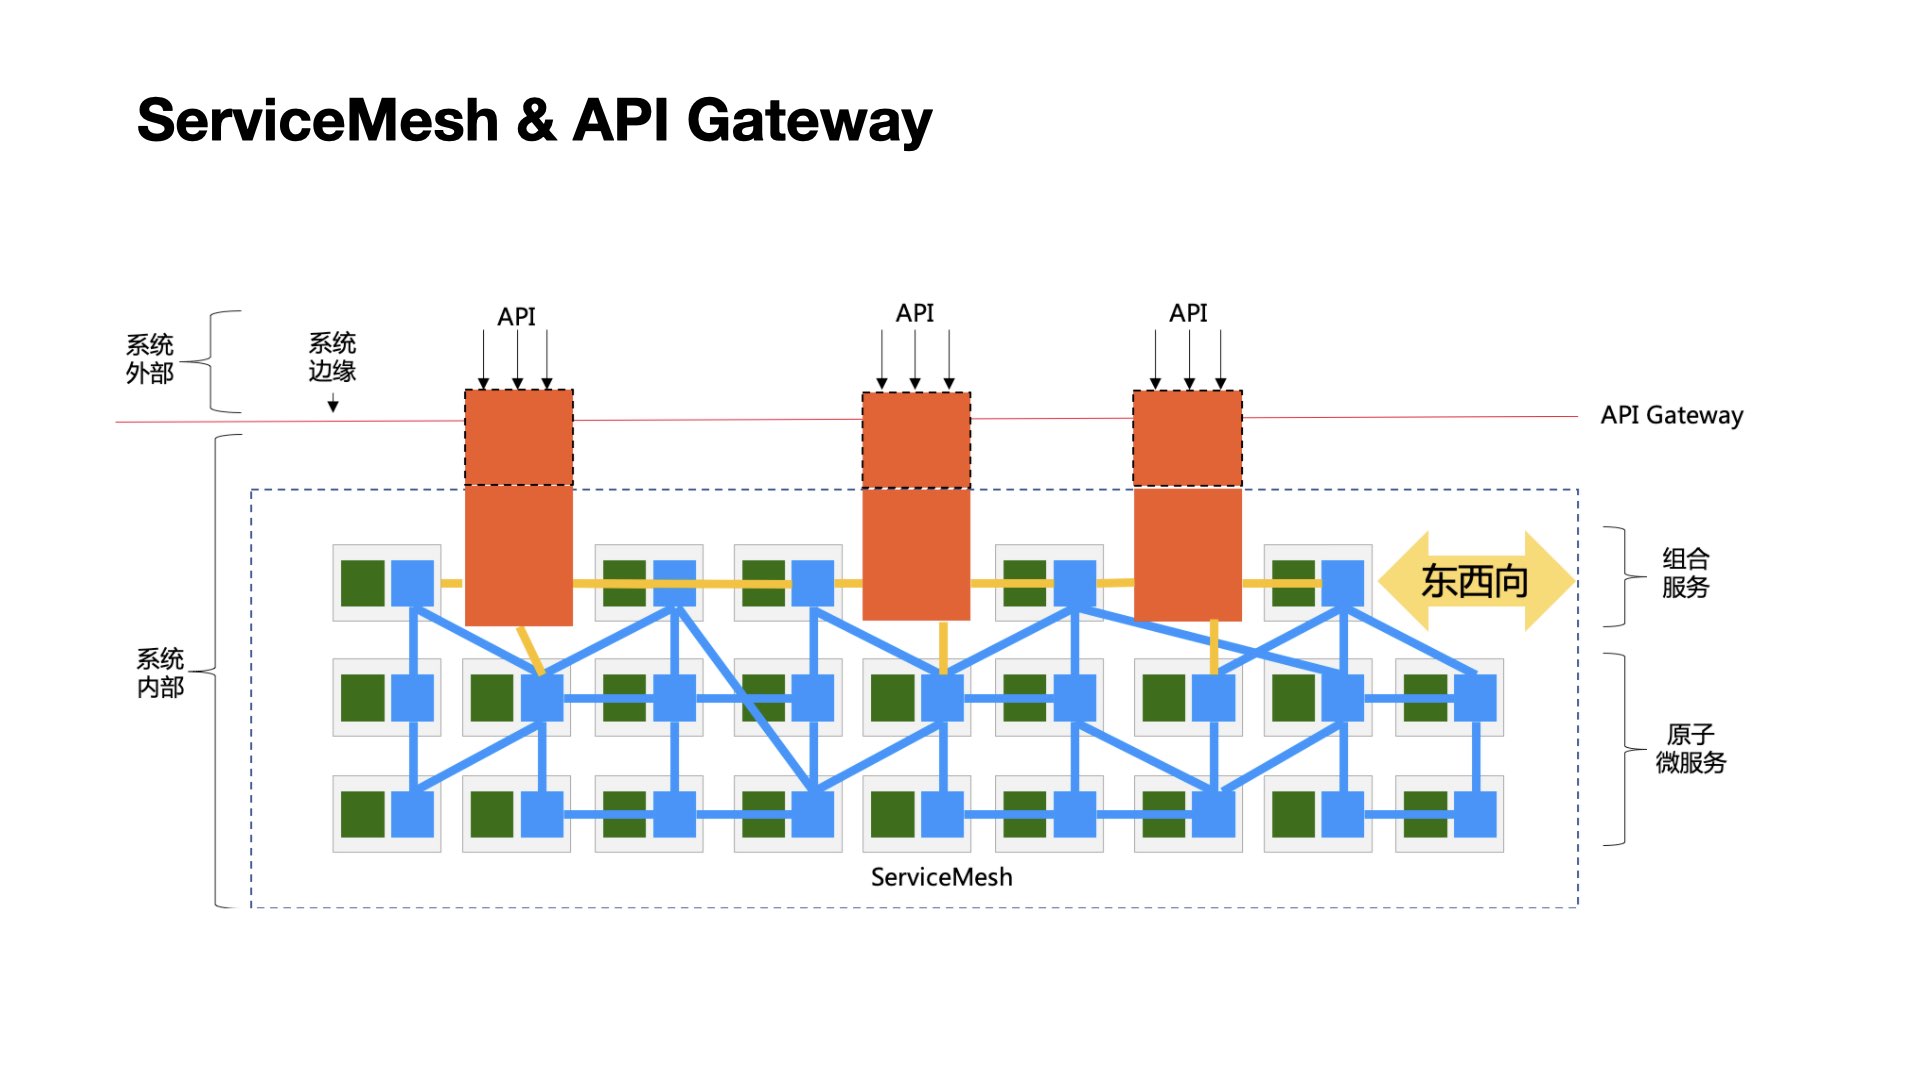 ServiceMesh & API Gateway
API
API
API
系统
外部
系统
边缘
API Gateway
东西向
组合
服务
系统
内部
原子
微服务
ServiceMesh